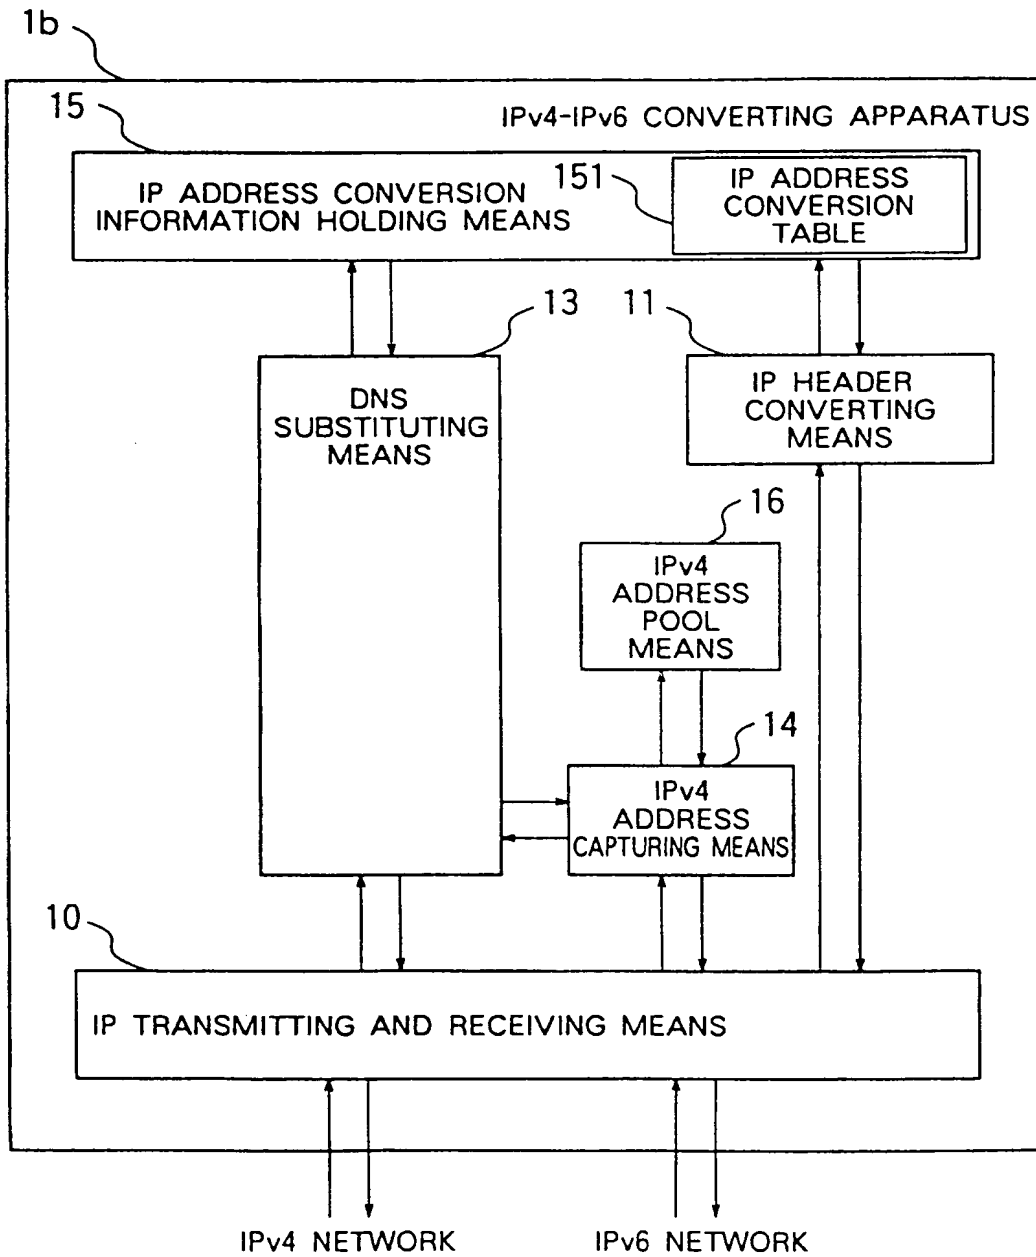 1b
IPv4-IPv6 CONVERTING APPARATUS
15
IP ADDRESS CONVERSION
INFORMATION HOLDING MEANS
151
IP ADDRESS
CONVERSION
TABLE
13
11
DNS
SUBSTITUTING
MEANS
IP HEADER
CONVERTING
MEANS
16
IPv4
ADDRESS
POOL
MEANS
14
IPv4
ADDRESS
CAPTURING MEANS
10
IP TRANSMITTING AND RECEIVING MEANS
IPv4 NETWORK
IPv6 NETWORK